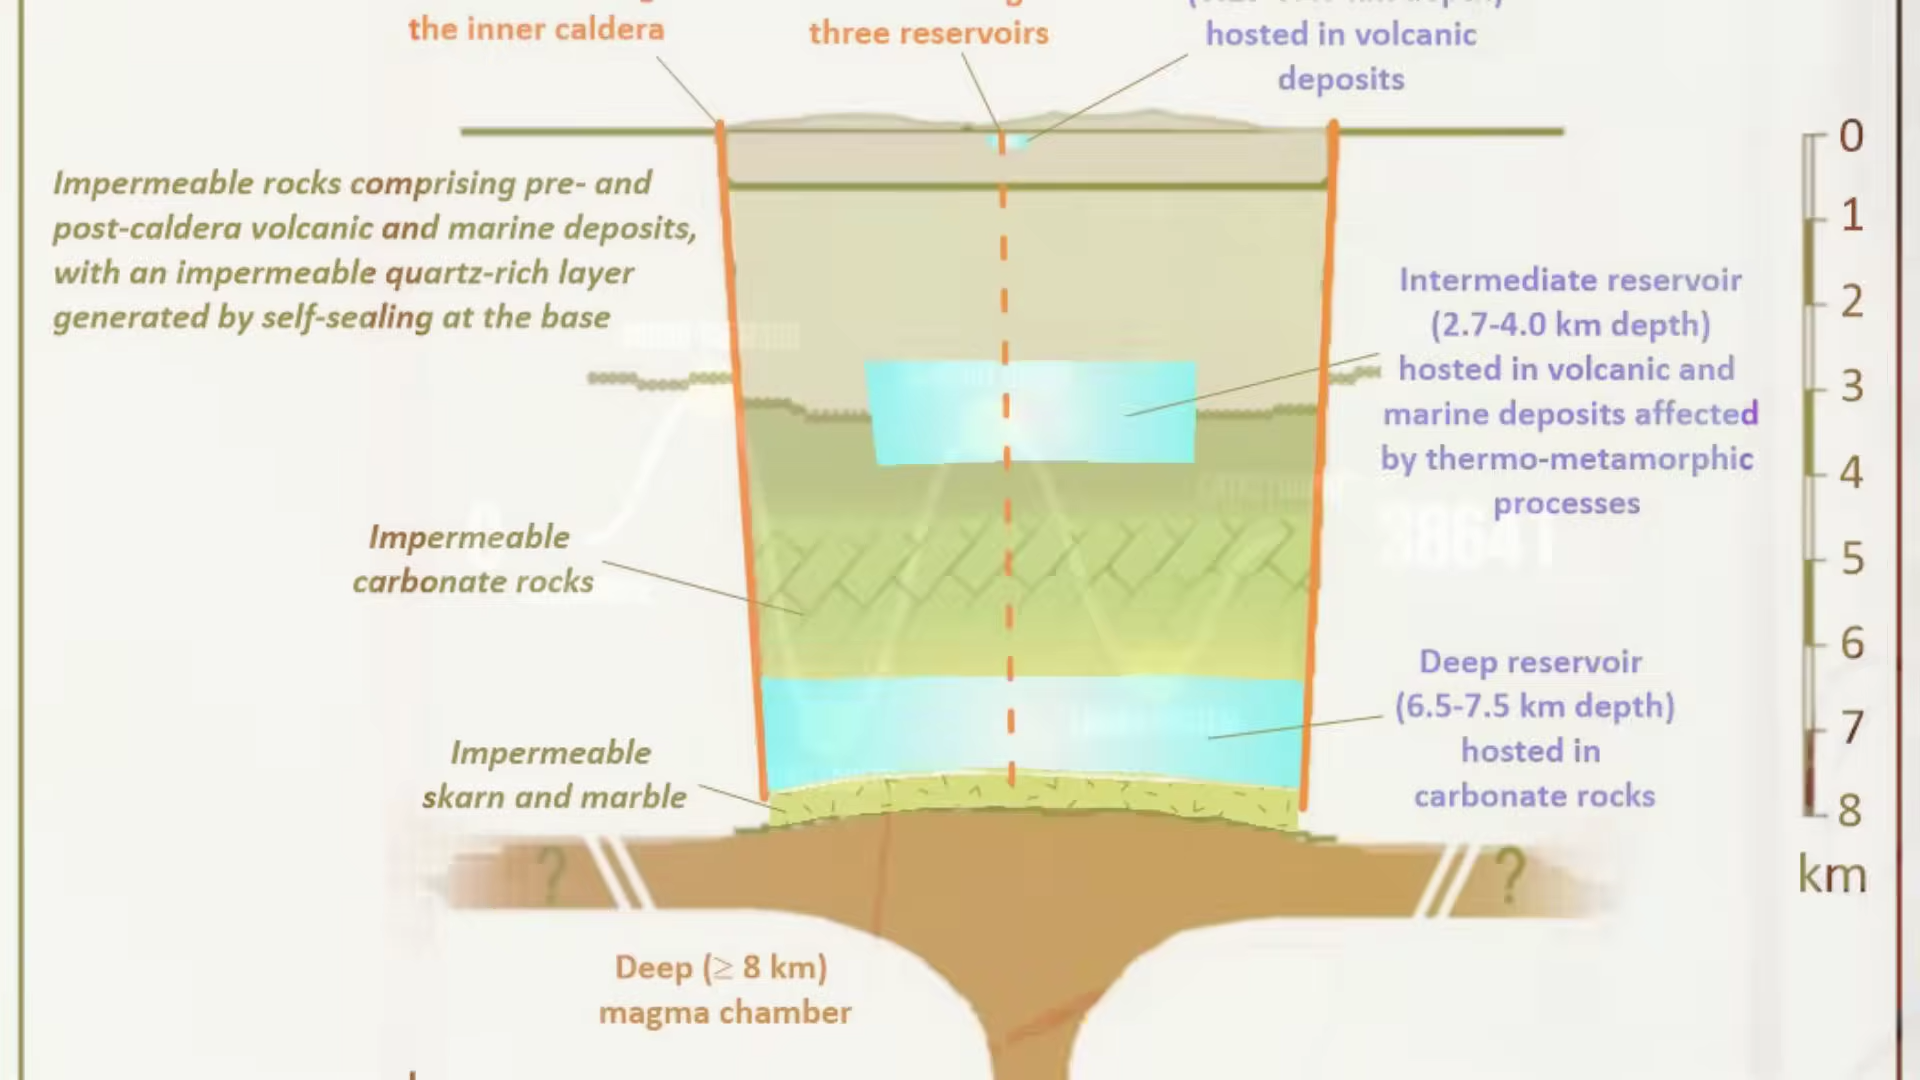 the inner caldera
three reservoirs
hosted in volcanic
deposits
Impermeable rocks comprising pre- and
post-caldera volcanic and marine deposits,
with an impermeable quartz-rich layer
generated by self-sealing at the base
Intermediate reservoir
(2.7-4.0 km depth)
hosted in volcanic and
marine deposits affected
by thermo-metamorphic
processes
Impermeable
carbonate rocks
Deep reservoir
(6.5-7.5 km depth)
hosted in
carbonate rocks
Impermeable
skarn and marble
?
?
Deep (≥ 8 km)
magma chamber
0
1
2
3
4
5
6
7
8
km